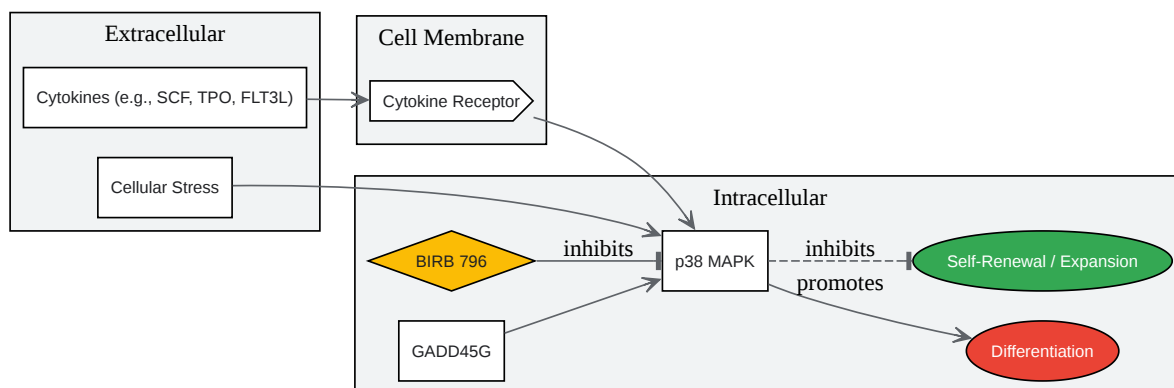 Extracellular
Cell Membrane
Cytokines (e.g., SCF, TPO, FLT3L)
Cytokine Receptor
Cellular Stress
Intracellular
BIRB 796
inhibits
p38 MAPK
inhibits
Self-Renewal / Expansion
promotes
GADD45G
Differentiation